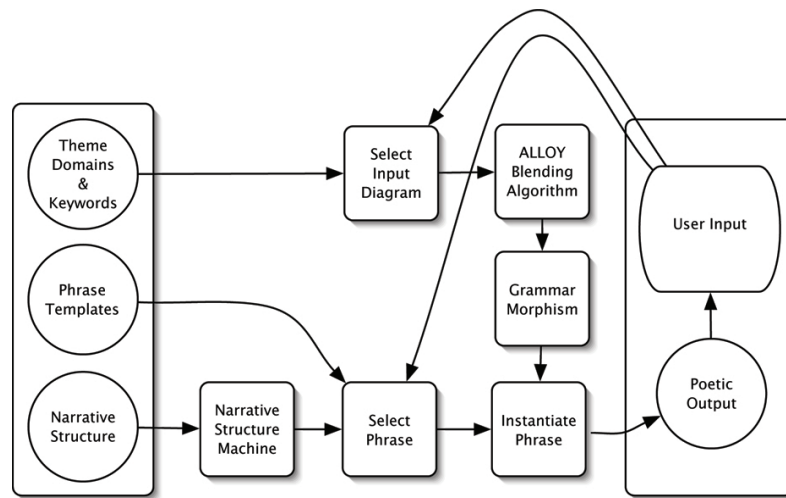 Theme
Domains
&
Keywords
Select
Input
Diagram
ALLOY
Blending
Algorithm
User Input
Phrase
Templates
Grammar
Morphism
Narrative
Structure
Narrative
Structure
Machine
Select
Phrase
Instantiate
Phrase
Poetic
Output